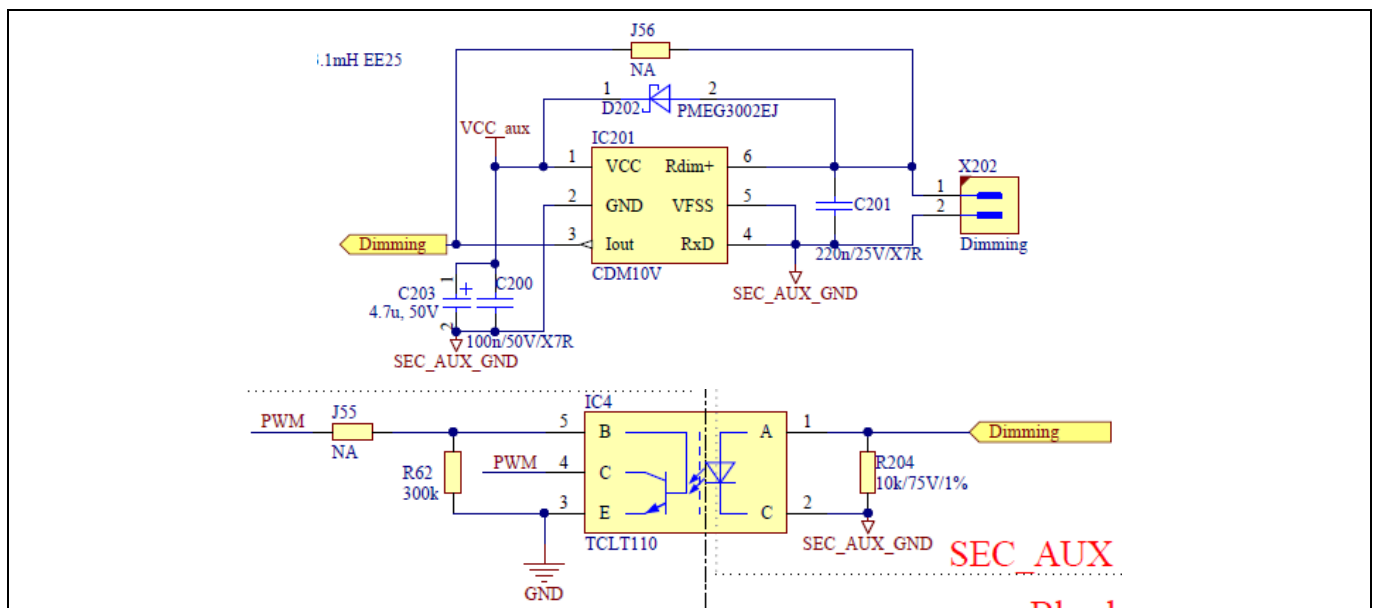 J56
.1mH EE25
NA
1
2
D202
PMEG3002EJ
VCC_aux
IC201
1
VCC
Rdim+
6
X202
1
2
GND
VFSS
5
C201
2
Dimming
3
Iout
RxD
4
Dimming
220n/25V/X7R
CDM10V
1
C200
C203
SEC_AUX_GND
4.7u, 50V
2
100n/50V/X7R
SEC_AUX_GND
IC4
PWM
J55
5
B
A
1
Dimming
NA
R62
PWM
4
C
R204
300k
10k/75V/1%
3
E
C
2
TCLT110
SEC_AUX_GND
SEC_AUX
GND